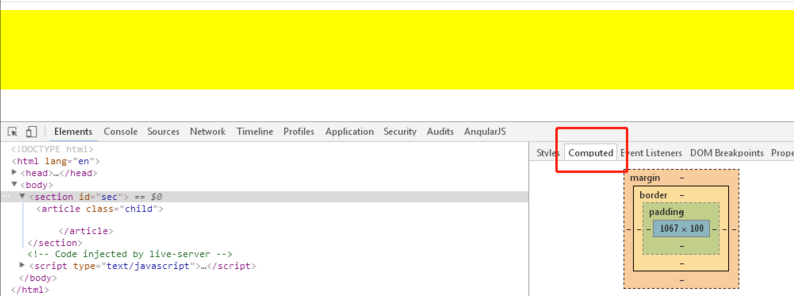 Elements Console Sources Network Timeline Profiles Application Security Audits AngularJS
<!DOCTYPE html>
<html lang="en">
▶ <head>…</head>
▼ <body>
… ▼ <section id="sec"> == $0
<article class="child">
</article>
</section>
<!-- Code injected by live-server -->
▶ <script type="text/javascript">…</script>
</body>
</html>
Styles Computed Event Listeners DOM Breakpoints Prope
margin –
border –
padding –
– – – 1067 × 100 – – –
–
–
–